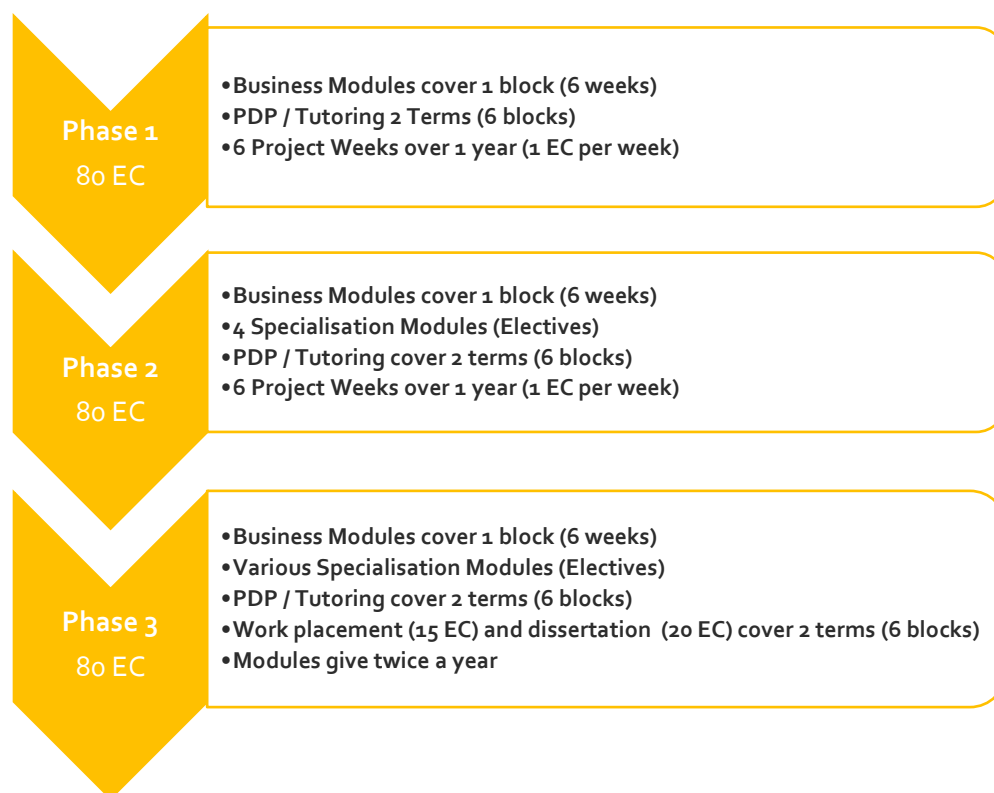 Phase 1
80 EC
•Business Modules cover 1 block (6 weeks)
•PDP / Tutoring 2 Terms (6 blocks)
•6 Project Weeks over 1 year (1 EC per week)
Phase 2
80 EC
•Business Modules cover 1 block (6 weeks)
•4 Specialisation Modules (Electives)
•PDP / Tutoring cover 2 terms (6 blocks)
•6 Project Weeks over 1 year (1 EC per week)
Phase 3
80 EC
•Business Modules cover 1 block (6 weeks)
•Various Specialisation Modules (Electives)
•PDP / Tutoring cover 2 terms (6 blocks)
•Work placement (15 EC) and dissertation  (20 EC) cover 2 terms (6 blocks)
•Modules give twice a year